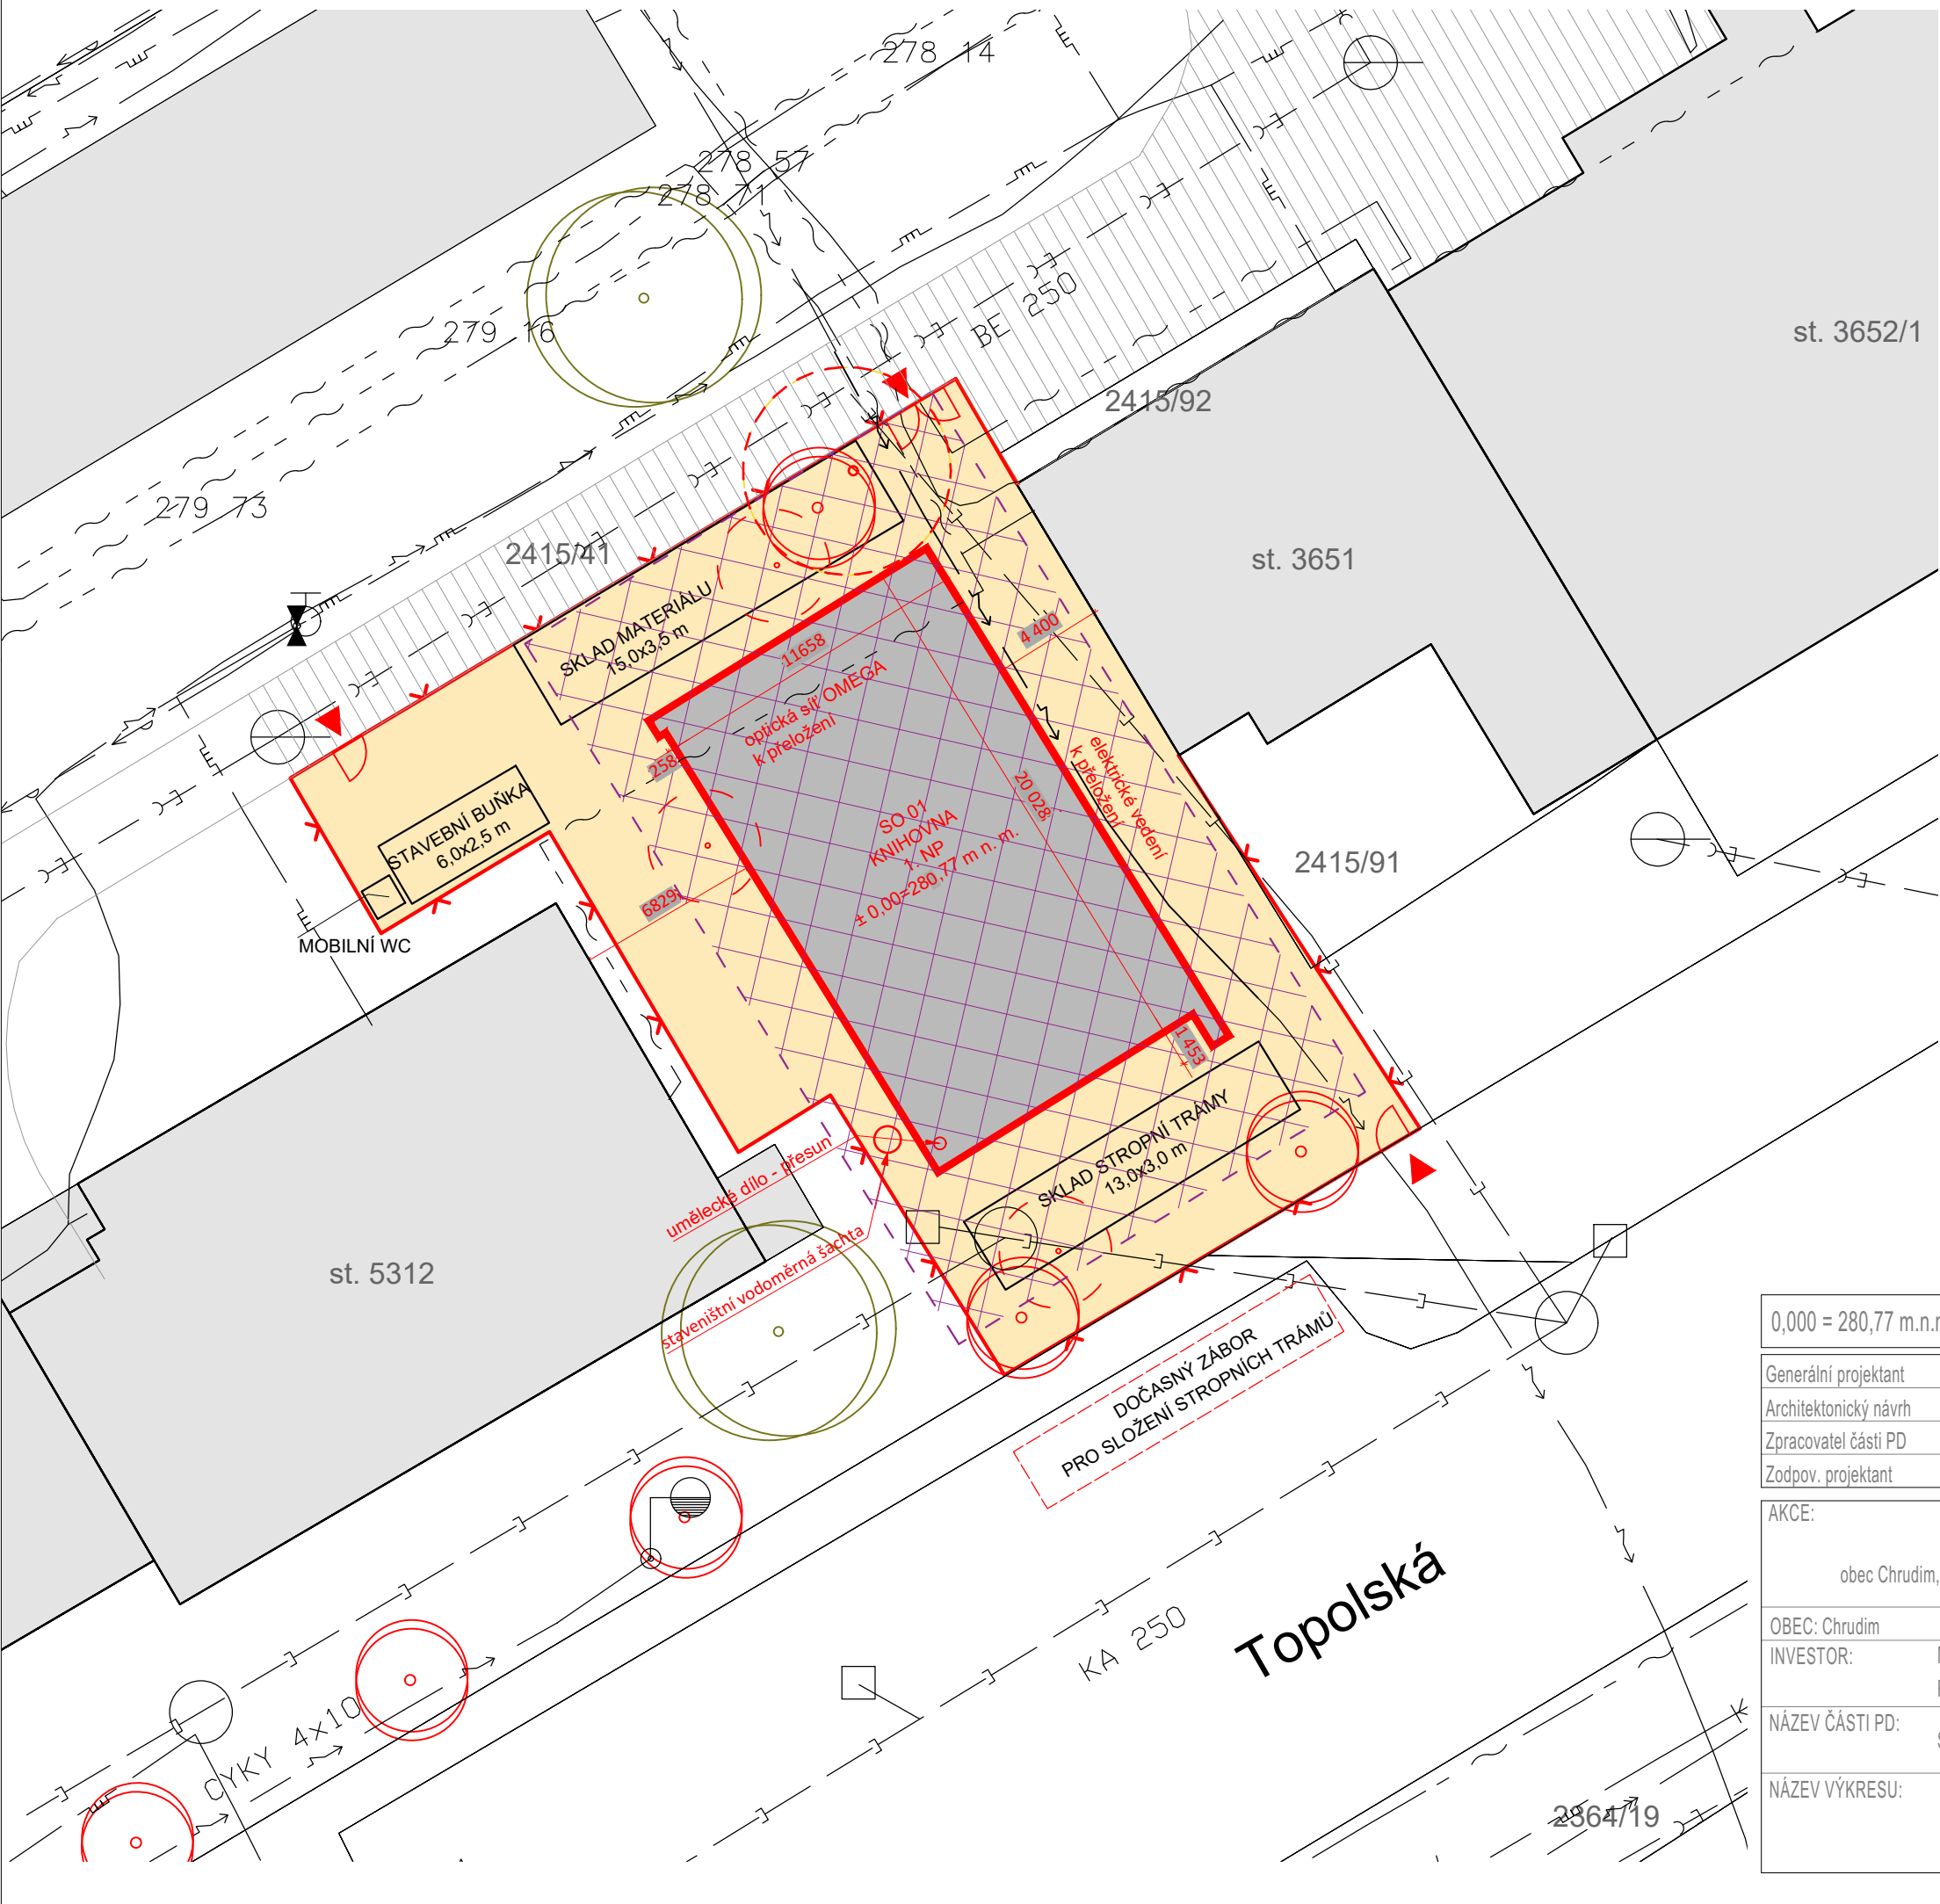 278 14
278 57
278 71
279 16
BE 250
st. 3652/1
2415/92
279 73
2415/41
st. 3651
SKLAD MATERIÁLU
15,0x3,5 m
11658
4 400
optická síť OMEGA
k přeložení
258
elektrické vedení
k přeložení
20 028
STAVEBNÍ BUŇKA
6,0x2,5 m
SO 01
KNIHOVNA
1. NP
± 0,00=280,77 m n. m.
2415/91
6829
MOBILNÍ WC
1 453
SKLAD STROPNÍ TRÁMY
13,0x3,0 m
umělecké dílo - přesun
staveništní vodoměrná šachta
st. 5312
DOČASNÝ ZÁBOR
PRO SLOŽENÍ STROPNÍCH TRÁMŮ
0,000 = 280,77 m.n.
Generální projektant
Architektonický návrh
Zpracovatel části PD
Zodpov. projektant
AKCE:
obec Chrudim,
OBEC: Chrudim
INVESTOR:
NÁZEV ČÁSTI PD:
NÁZEV VÝKRESU:
Topolská
KA 250
CYKY 4x10
2364/19